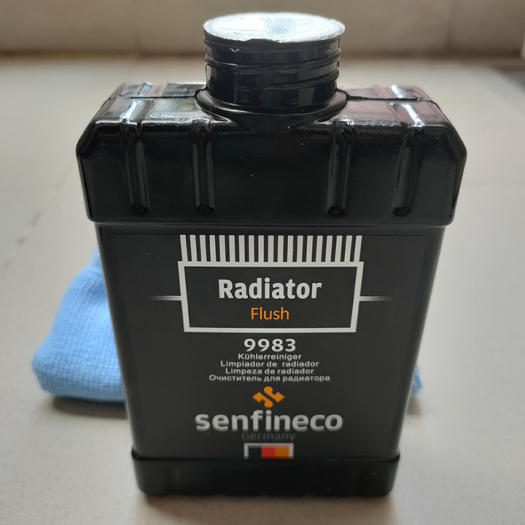 Radiator
Flush
9983
Kühlerreiniger
Limpiador de radiador
Limpeza de radiador
Очиститель для радиатора
senfineco
Germany